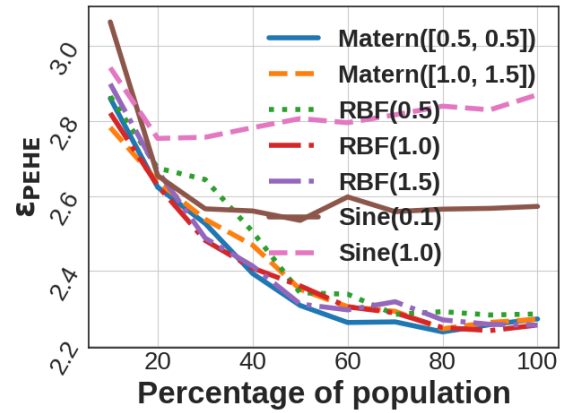 3.0
2.8
2.6
2.4
2.2
εPEHE
Matern([0.5, 0.5])
Matern([1.0, 1.5])
RBF(0.5)
RBF(1.0)
RBF(1.5)
Sine(0.1)
Sine(1.0)
20 40 60 80 100
Percentage of population